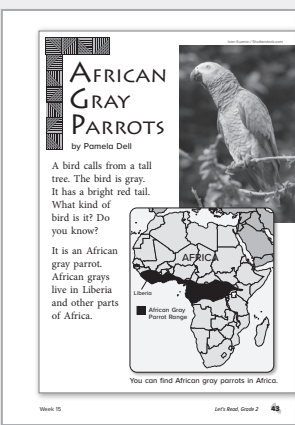 AFRICAN
GRAY
PARROTS
by Pamela Dell
A bird calls from a tall
tree. The bird is gray.
It has a bright red tail.
What kind of
bird is it? Do
you know?
It is an African
gray parrot.
African grays
live in Liberia
and other parts
of Africa.
AFRICA
Liberia
African Gray
Parrot Range
You can find African gray parrots in Africa.
Week 15
Let's Read, Grade 2
43